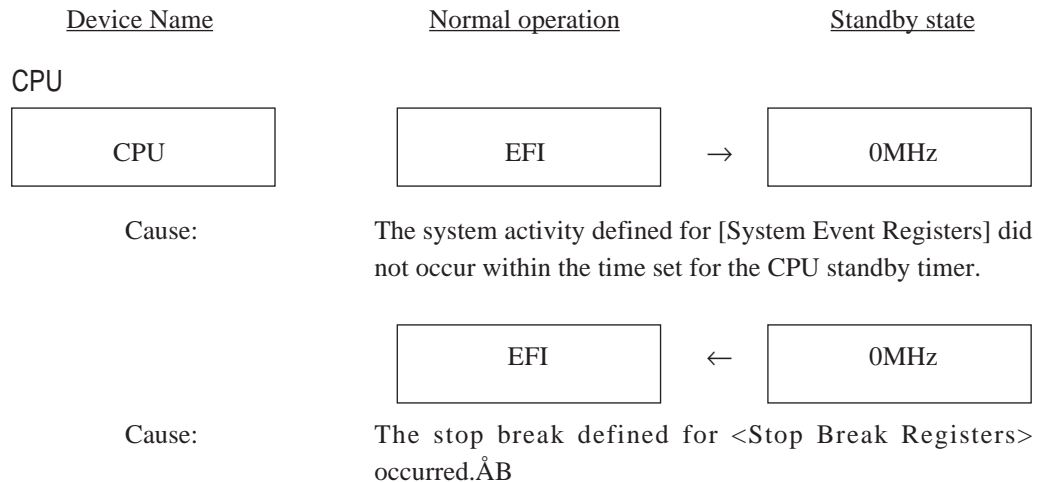 Device Name Normal operation Standby state
CPU
CPU EFI → 0MHz
Cause: The system activity defined for [System Event Registers] did
not occur within the time set for the CPU standby timer.
EFI ← 0MHz
Cause: The stop break defined for <Stop Break Registers>
occurred.ÅB